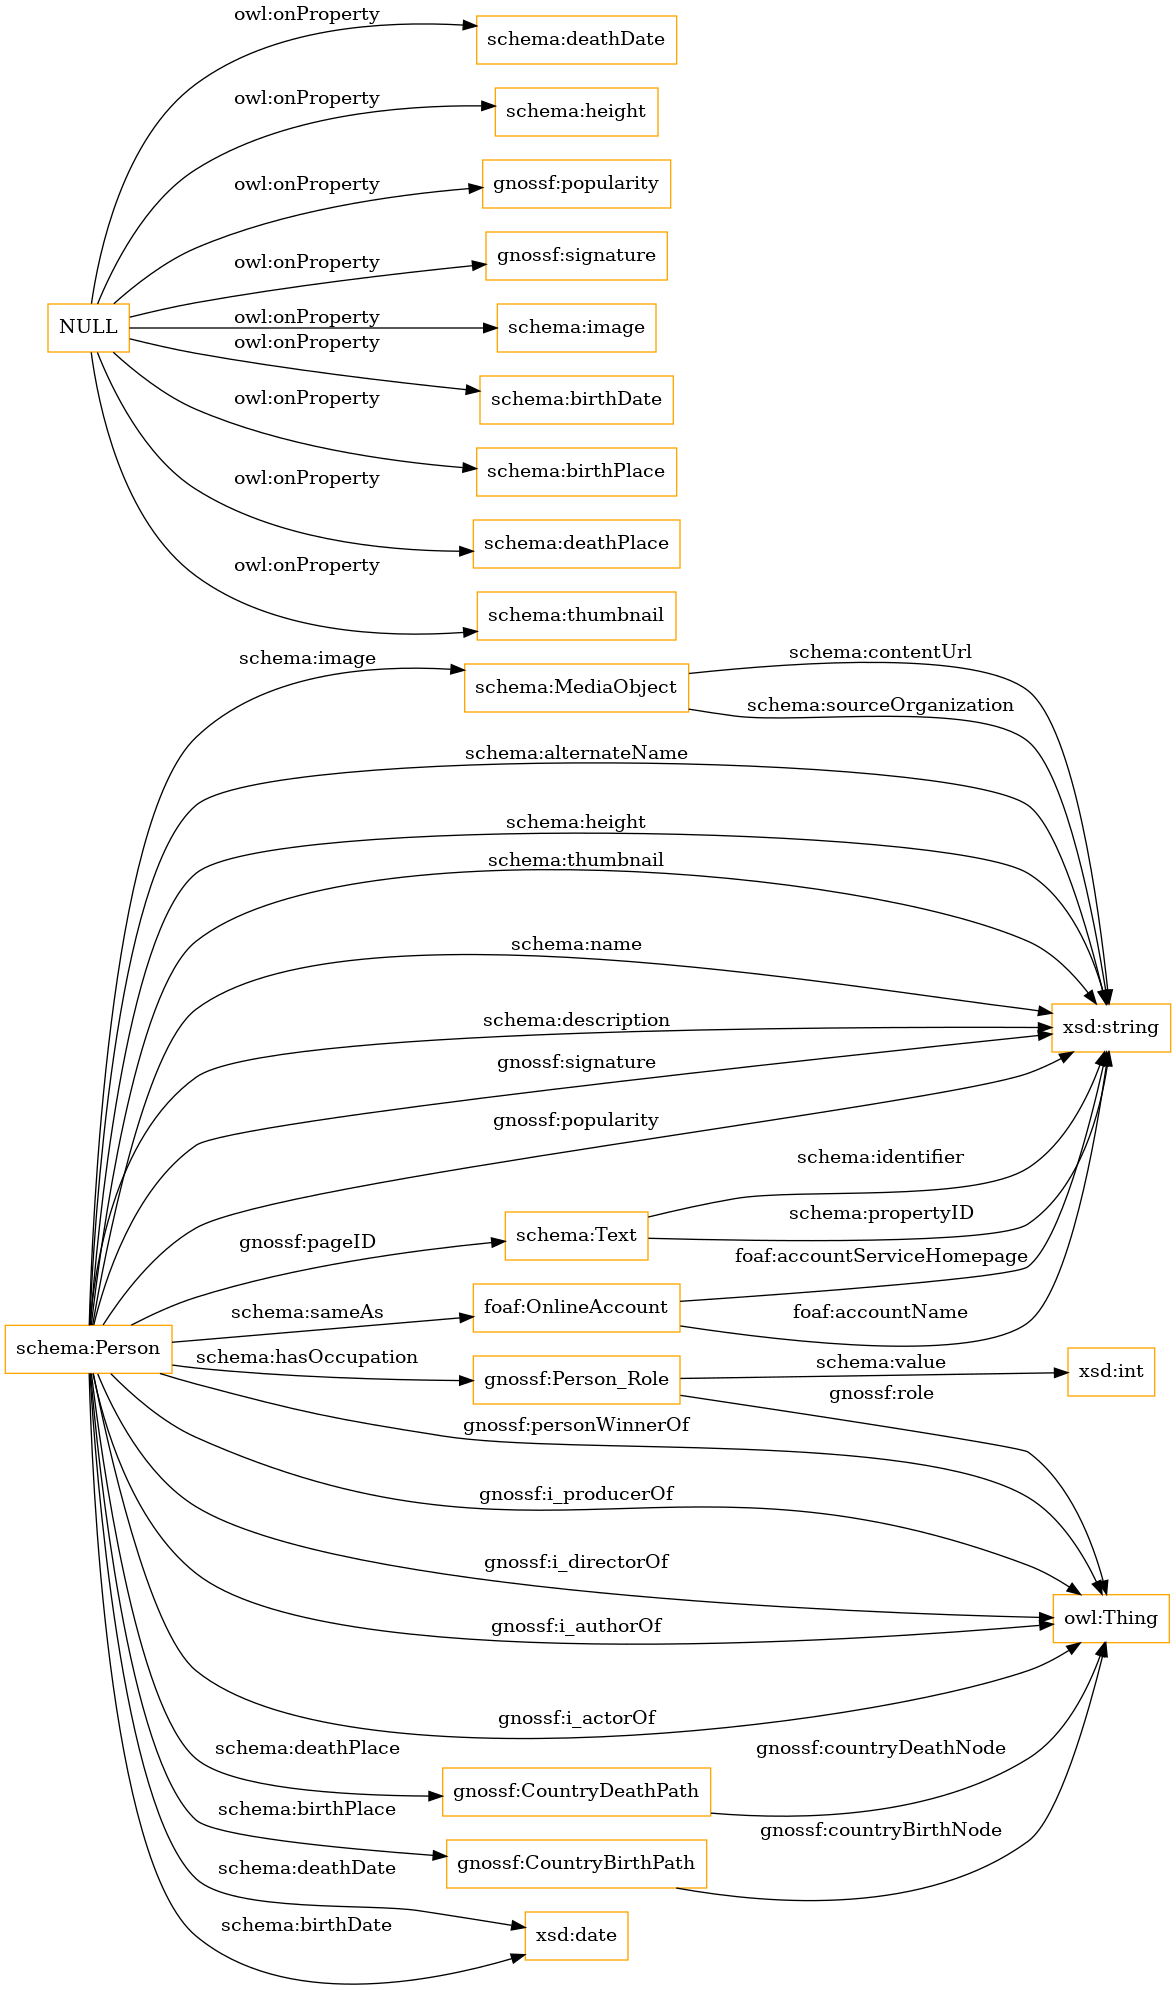 owl:onProperty
schema:deathDate
owl:onProperty
schema:height
owl:onProperty
gnossf:popularity
owl:onProperty
gnossf:signature
NULL
owl:onProperty
schema:image
owl:onProperty
schema:birthDate
owl:onProperty
schema:birthPlace
owl:onProperty
schema:deathPlace
owl:onProperty
schema:thumbnail
schema:image
schema:MediaObject
schema:contentUrl
schema:sourceOrganization
schema:alternateName
schema:height
schema:thumbnail
schema:name
schema:description
xsd:string
gnossf:signature
gnossf:popularity
schema:identifier
gnossf:pageID
schema:Text
schema:propertyID
foaf:accountServiceHomepage
schema:sameAs
foaf:OnlineAccount
foaf:accountName
schema:Person
schema:hasOccupation
gnossf:Person_Role
schema:value
xsd:int
gnossf:role
gnossf:personWinnerOf
gnossf:i_producerOf
gnossf:i_directorOf
owl:Thing
gnossf:i_authorOf
gnossf:i_actorOf
schema:deathPlace
gnossf:CountryDeathPath
gnossf:countryDeathNode
schema:birthPlace
gnossf:CountryBirthPath
gnossf:countryBirthNode
schema:deathDate
schema:birthDate
xsd:date